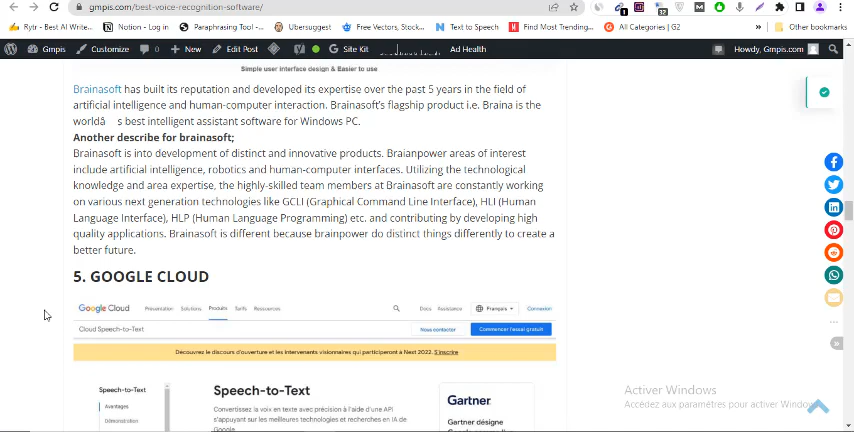 gmpis.com/best-voice-recognition-software/
Rytr - Best AI Write...
Notion - Log in
Paraphrasing Tool -...
Ubersuggest
Free Vectors, Stock...
Text to Speech
Find Most Trending...
All Categories | G2
»
Other bookmarks
Gmpis
Customize
0
New
Edit Post
Site Kit
Ad Health
Howdy, Gmpis.com
Simple user interface design & Easier to use
Brainasoft has built its reputation and developed its expertise over the past 5 years in the field of
artificial intelligence and human-computer interaction. Brainasoft's flagship product i.e. Braina is the
worldâ s best intelligent assistant software for Windows PC.
Another describe for brainasoft;
Brainasoft is into development of distinct and innovative products. Braianpower areas of interest
include artificial intelligence, robotics and human-computer interfaces. Utilizing the technological
knowledge and area expertise, the highly-skilled team members at Brainasoft are constantly working
on various next generation technologies like GCLI (Graphical Command Line Interface), HLI (Human
Language Interface), HLP (Human Language Programming) etc. and contributing by developing high
quality applications. Brainasoft is different because brainpower do distinct things differently to create a
better future.
5. GOOGLE CLOUD
Google Cloud
Présentation
Solutions
Produits
Tarifs
Ressources
Docs
Assistance
Français
Connexion
Cloud Speech-to-Text
Nous contacter
Commencer l'essai gratuit
Découvrez le discours d'ouverture et les intervenants visionnaires qui participeront à Next 2022. S'inscrire
Speech-to-Text
Avantages
Démonstration
Speech-to-Text
Convertissez la voix en texte avec précision à l'aide d'une API
s'appuyant sur les meilleures technologies et recherches en IA de
Google.
Gartner
Gartner désigne
Activer Windows
Accédez aux paramètres pour activer Windows.